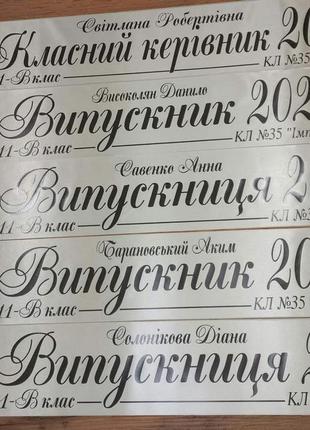 Світлана Робертівна
Класний керівник 20
1-В клас КЛ №35
Високолян Данило
Випускник 202
11-В клас КЛ №35 "Імп
Савенко Анна
Випускниця 2
11-В клас КЛ №3
Барановський Аким
Випускник 20
11-В клас КЛ №35
Солонікова Діана
Випускниця
1-В клас КЛ